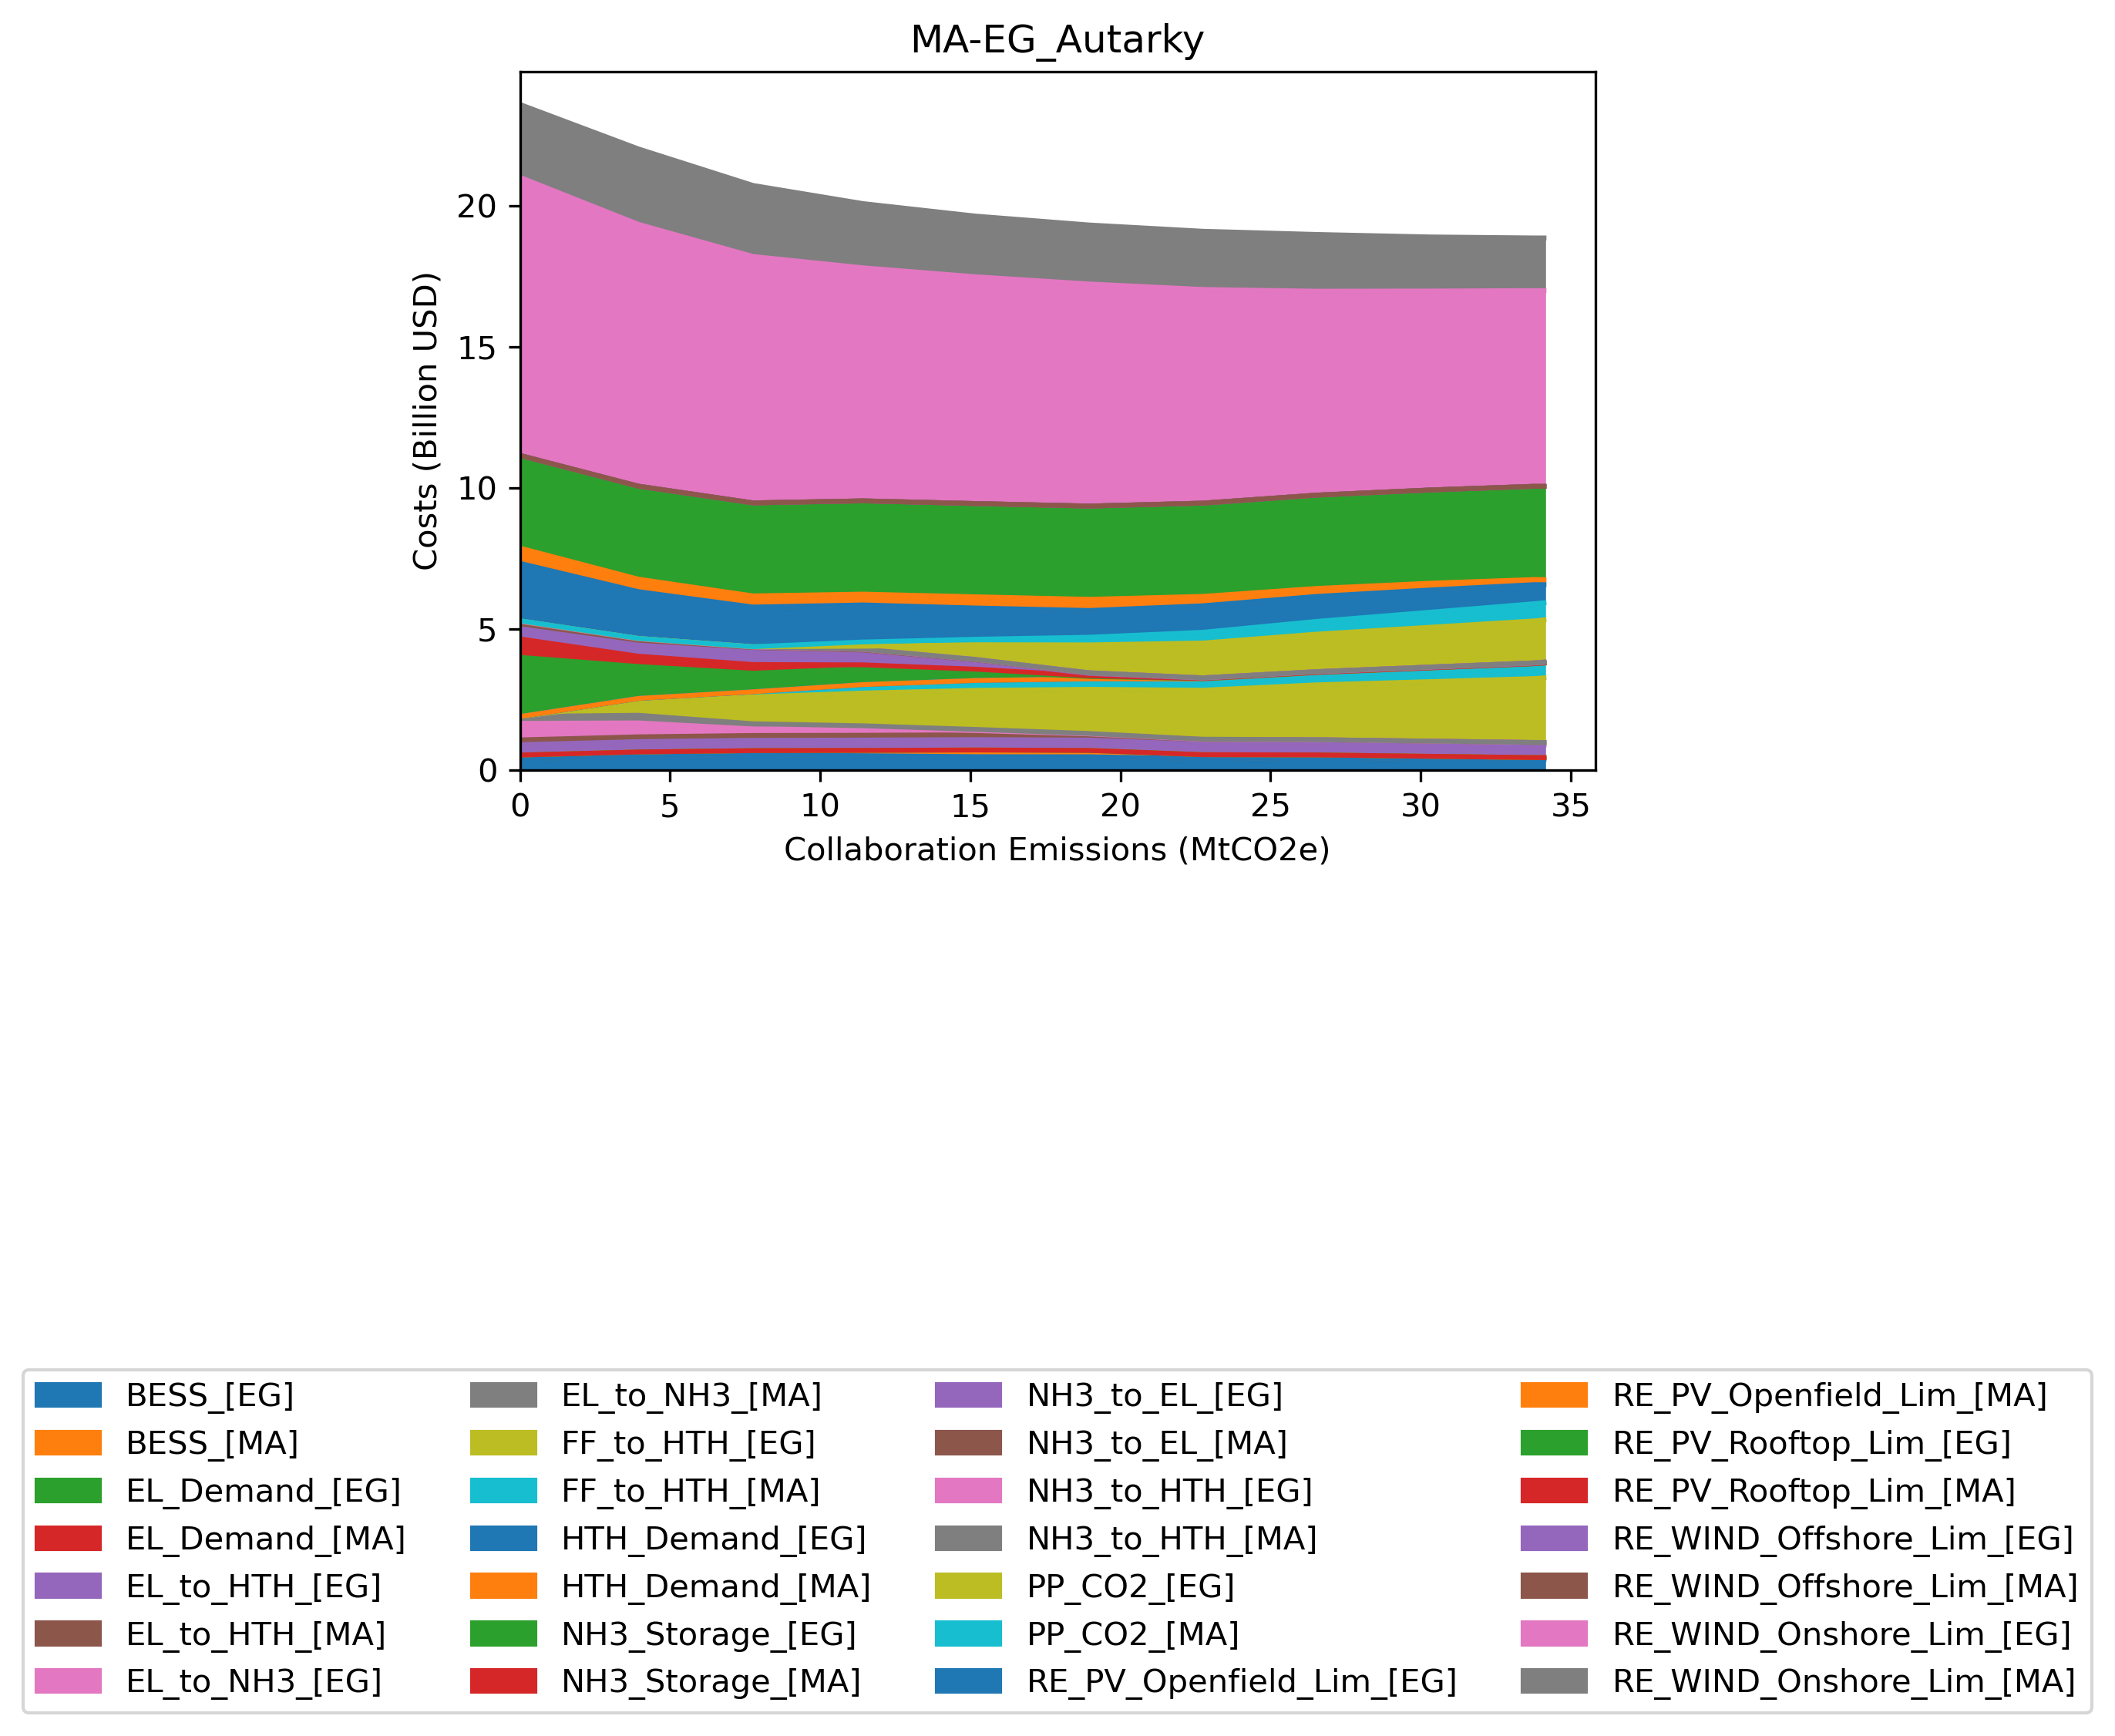 MA-EG_Autarky
Costs (Billion USD)
20
15
10
5
0
0 5 10 15 20 25 30 35
Collaboration Emissions (MtCO2e)
BESS_[EG]
BESS_[MA]
EL_Demand_[EG]
EL_Demand_[MA]
EL_to_HTH_[EG]
EL_to_HTH_[MA]
EL_to_NH3_[EG]
EL_to_NH3_[MA]
FF_to_HTH_[EG]
FF_to_HTH_[MA]
HTH_Demand_[EG]
HTH_Demand_[MA]
NH3_Storage_[EG]
NH3_Storage_[MA]
NH3_to_EL_[EG]
NH3_to_EL_[MA]
NH3_to_HTH_[EG]
NH3_to_HTH_[MA]
PP_CO2_[EG]
PP_CO2_[MA]
RE_PV_Openfield_Lim_[EG]
RE_PV_Openfield_Lim_[MA]
RE_PV_Rooftop_Lim_[EG]
RE_PV_Rooftop_Lim_[MA]
RE_WIND_Offshore_Lim_[EG]
RE_WIND_Offshore_Lim_[MA]
RE_WIND_Onshore_Lim_[EG]
RE_WIND_Onshore_Lim_[MA]